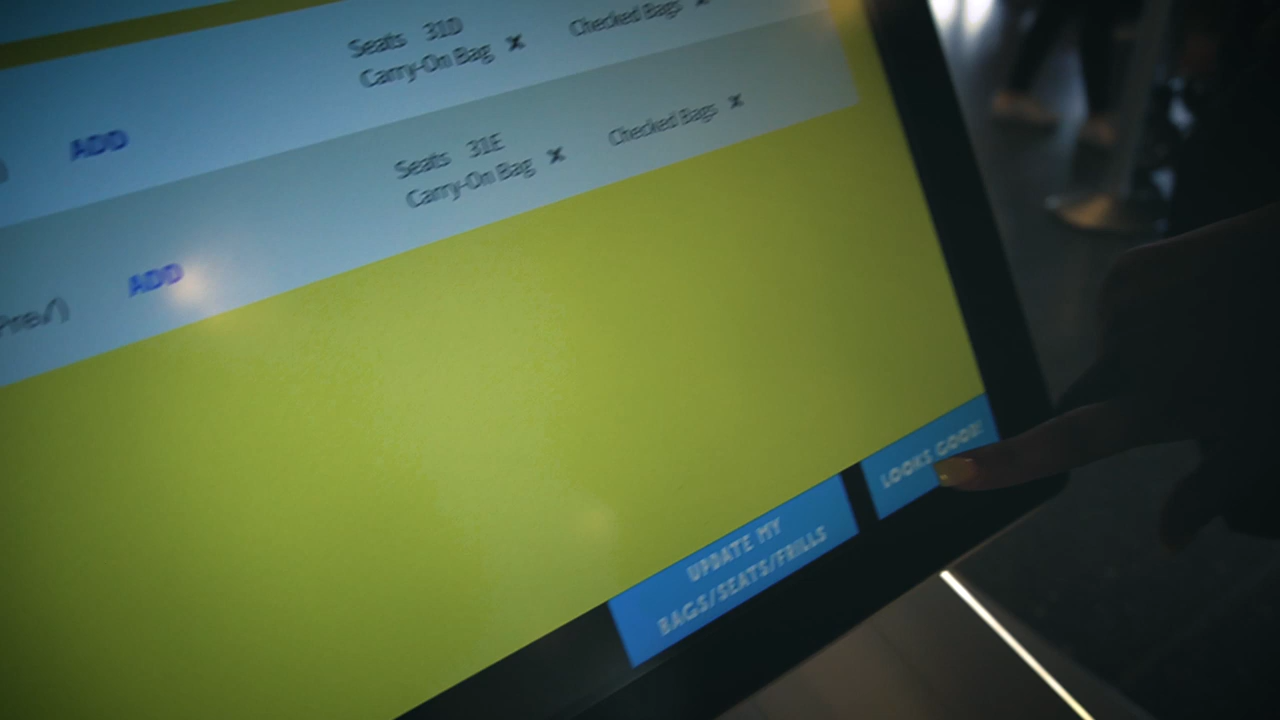 Seats 31D
Carry-On Bag x
Checked Bags x
ADD
Seats 31E
Carry-On Bag x
Checked Bags x
ADD
LOOKS GOOD!
UPDATE MY
BAGS/SEATS/FRILLS